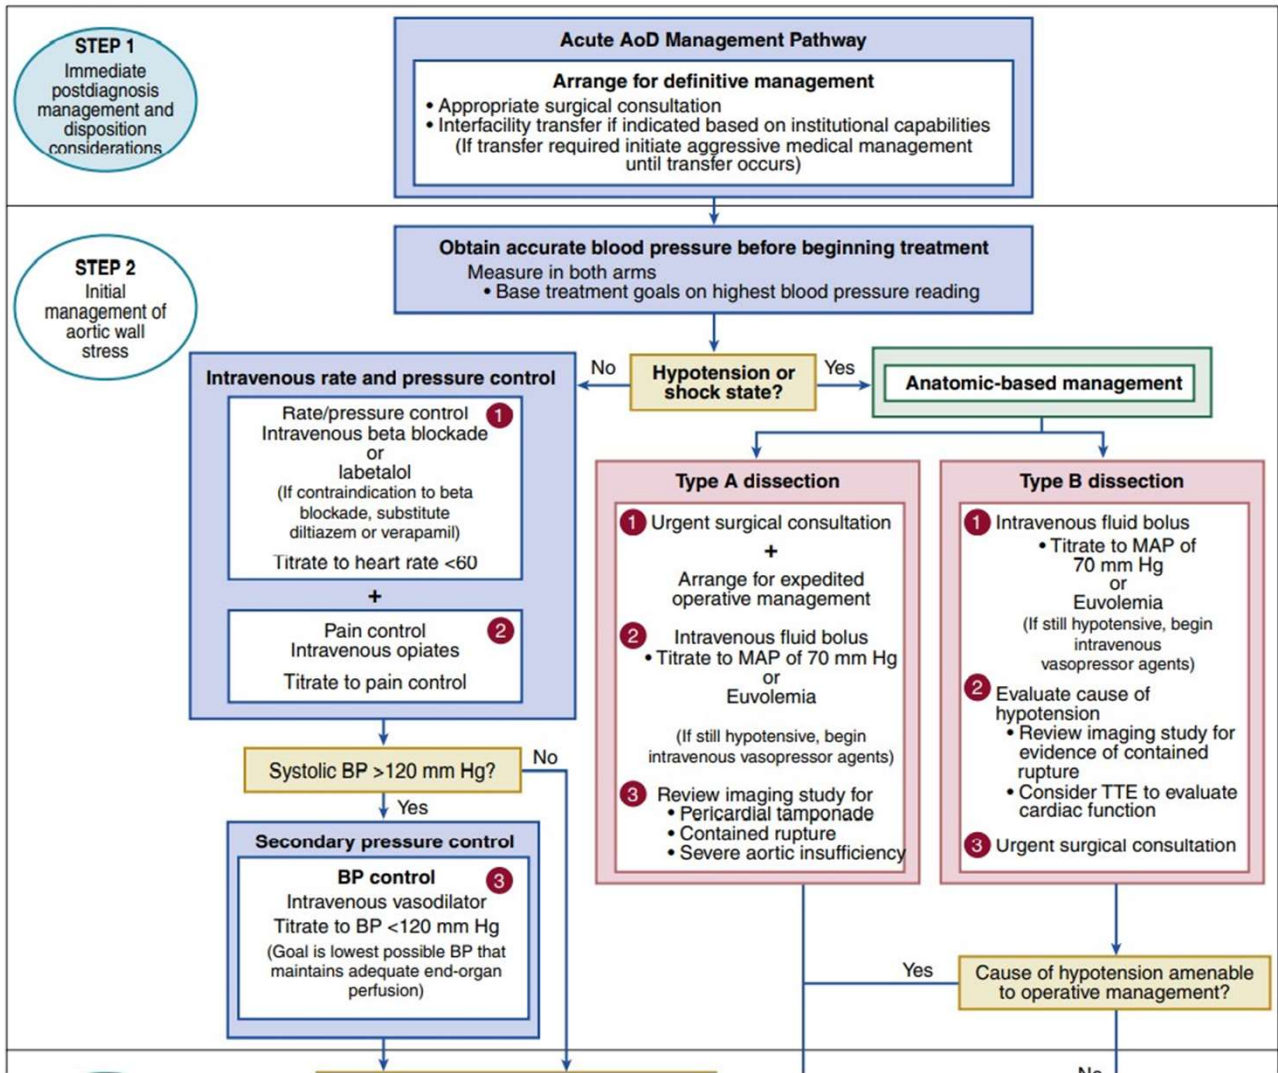 STEP 1
Immediate
postdiagnosis
management and
disposition
considerations
Acute AoD Management Pathway
Arrange for definitive management
• Appropriate surgical consultation
• Interfacility transfer if indicated based on institutional capabilities
(If transfer required initiate aggressive medical management
until transfer occurs)
STEP 2
Initial
management of
aortic wall
stress
Obtain accurate blood pressure before beginning treatment
Measure in both arms
• Base treatment goals on highest blood pressure reading
Hypotension or
shock state?
No
Yes
Intravenous rate and pressure control
1
Rate/pressure control
Intravenous beta blockade
or
labetalol
(If contraindication to beta
blockade, substitute
diltiazem or verapamil)
Titrate to heart rate <60
+
2
Pain control
Intravenous opiates
Titrate to pain control
Systolic BP >120 mm Hg?
No
Yes
Secondary pressure control
3
BP control
Intravenous vasodilator
Titrate to BP <120 mm Hg
(Goal is lowest possible BP that
maintains adequate end-organ
perfusion)
Anatomic-based management
Type A dissection
1 Urgent surgical consultation
+
Arrange for expedited
operative management
2 Intravenous fluid bolus
• Titrate to MAP of 70 mm Hg
or
Euvolemia
(If still hypotensive, begin
intravenous vasopressor agents)
3 Review imaging study for
• Pericardial tamponade
• Contained rupture
• Severe aortic insufficiency
Type B dissection
1 Intravenous fluid bolus
• Titrate to MAP of
70 mm Hg
or
Euvolemia
(If still hypotensive, begin
intravenous
vasopressor agents)
2 Evaluate cause of
hypotension
• Review imaging study for
evidence of contained
rupture
• Consider TTE to evaluate
cardiac function
3 Urgent surgical consultation
Cause of hypotension amenable
to operative management?
Yes
No